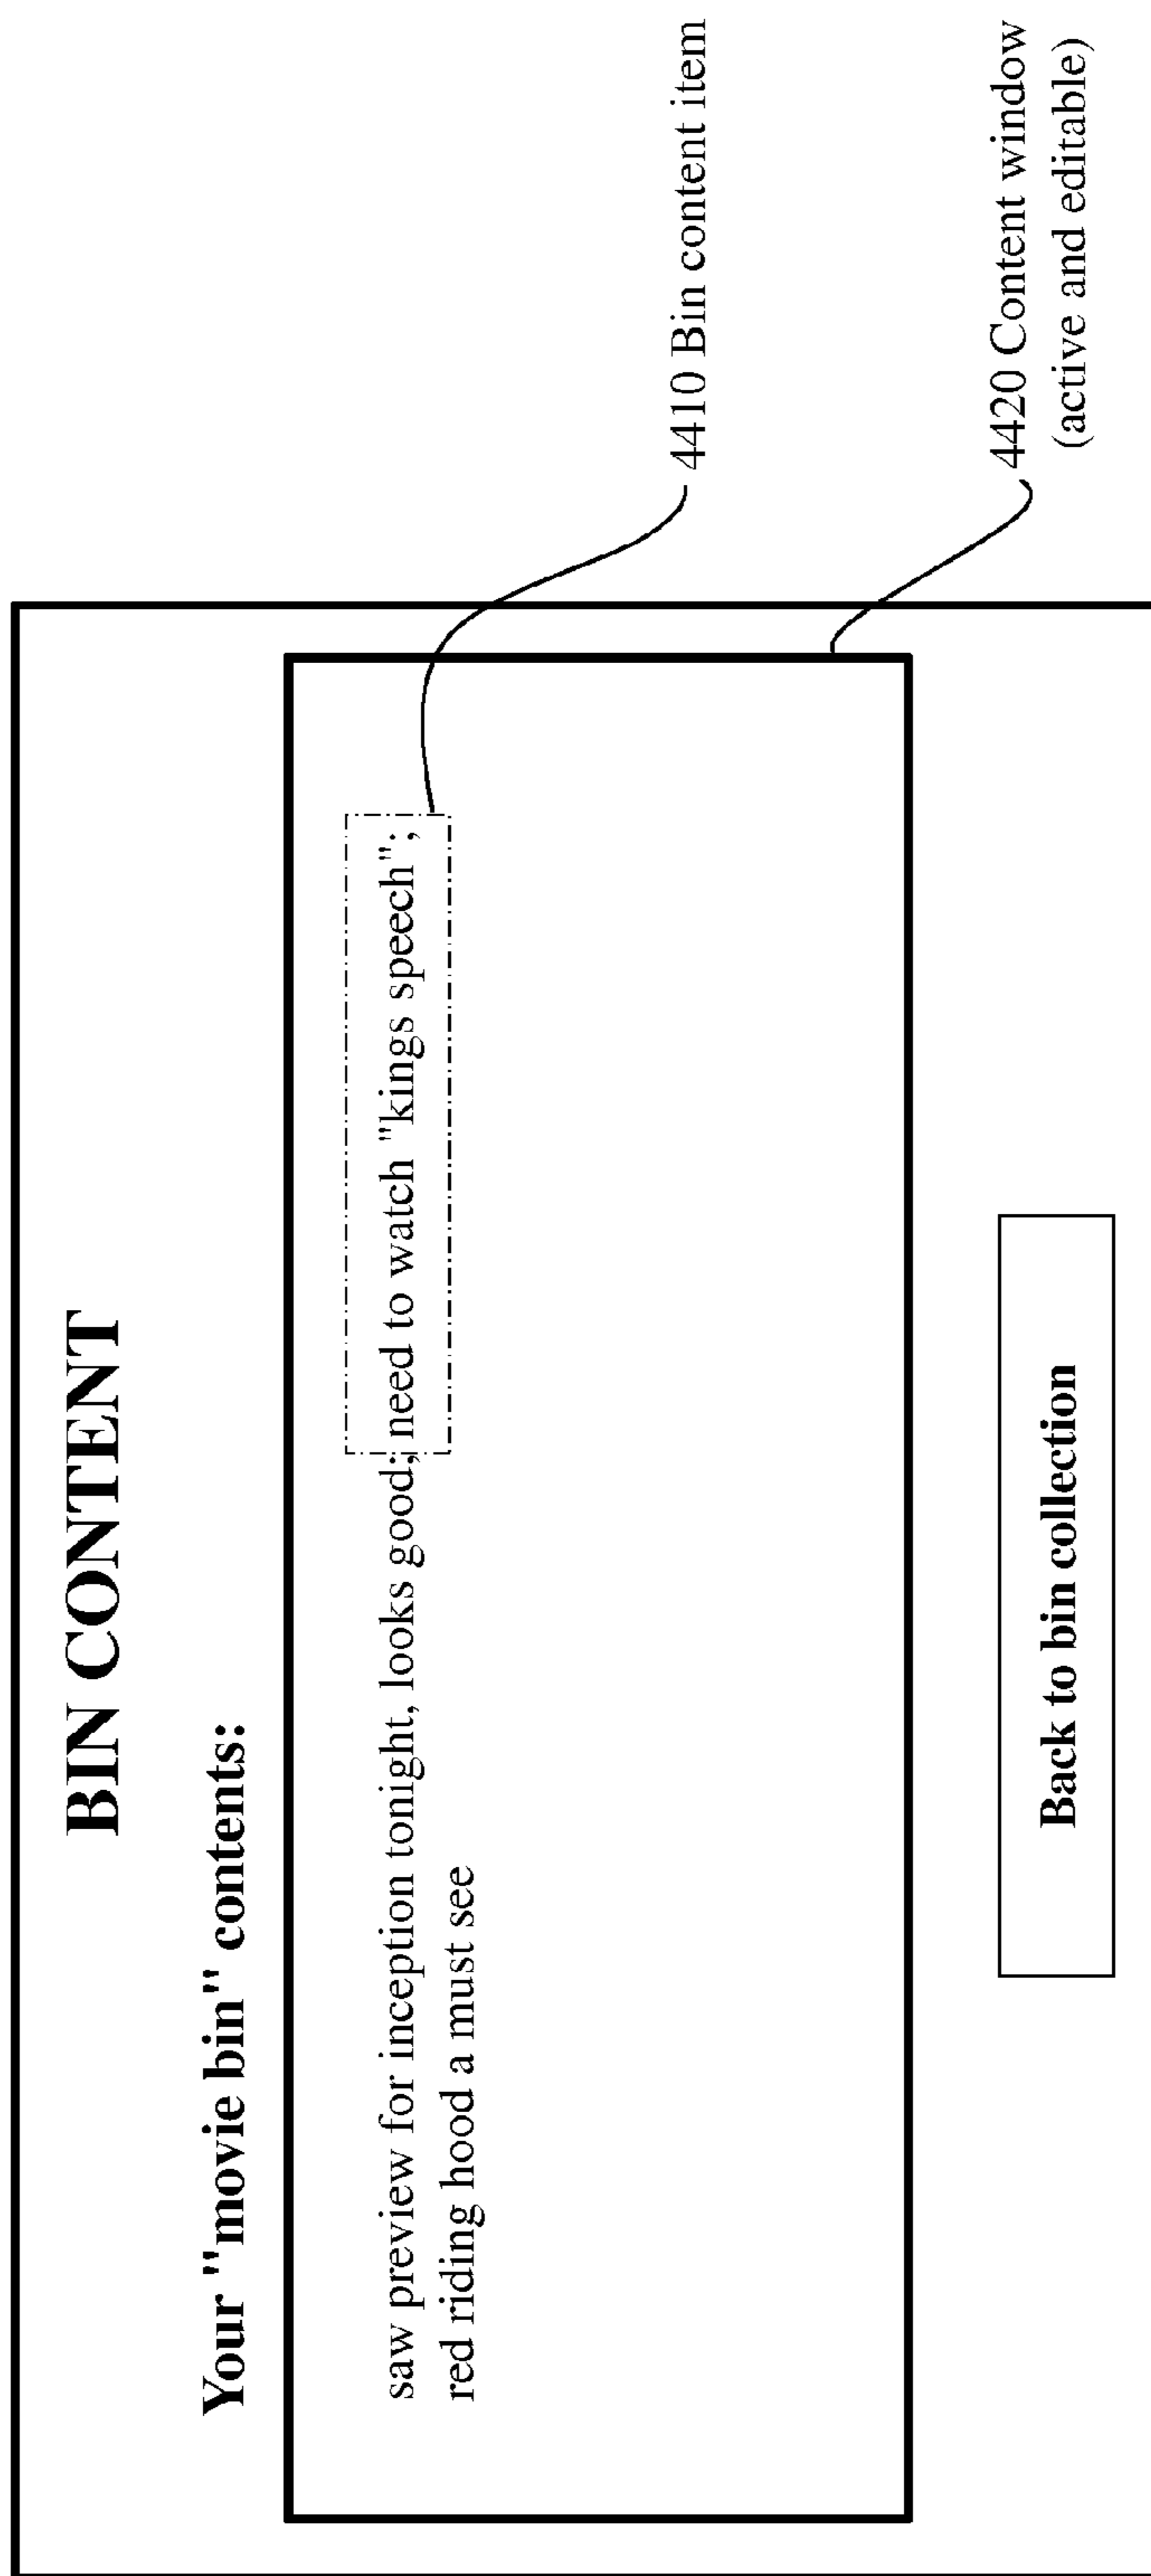 BIN CONTENT
Your "movie bin" contents:
saw preview for inception tonight, looks good; need to watch "kings speech";
red riding hood a must see
4410 Bin content item
4420 Content window
(active and editable)
Back to bin collection